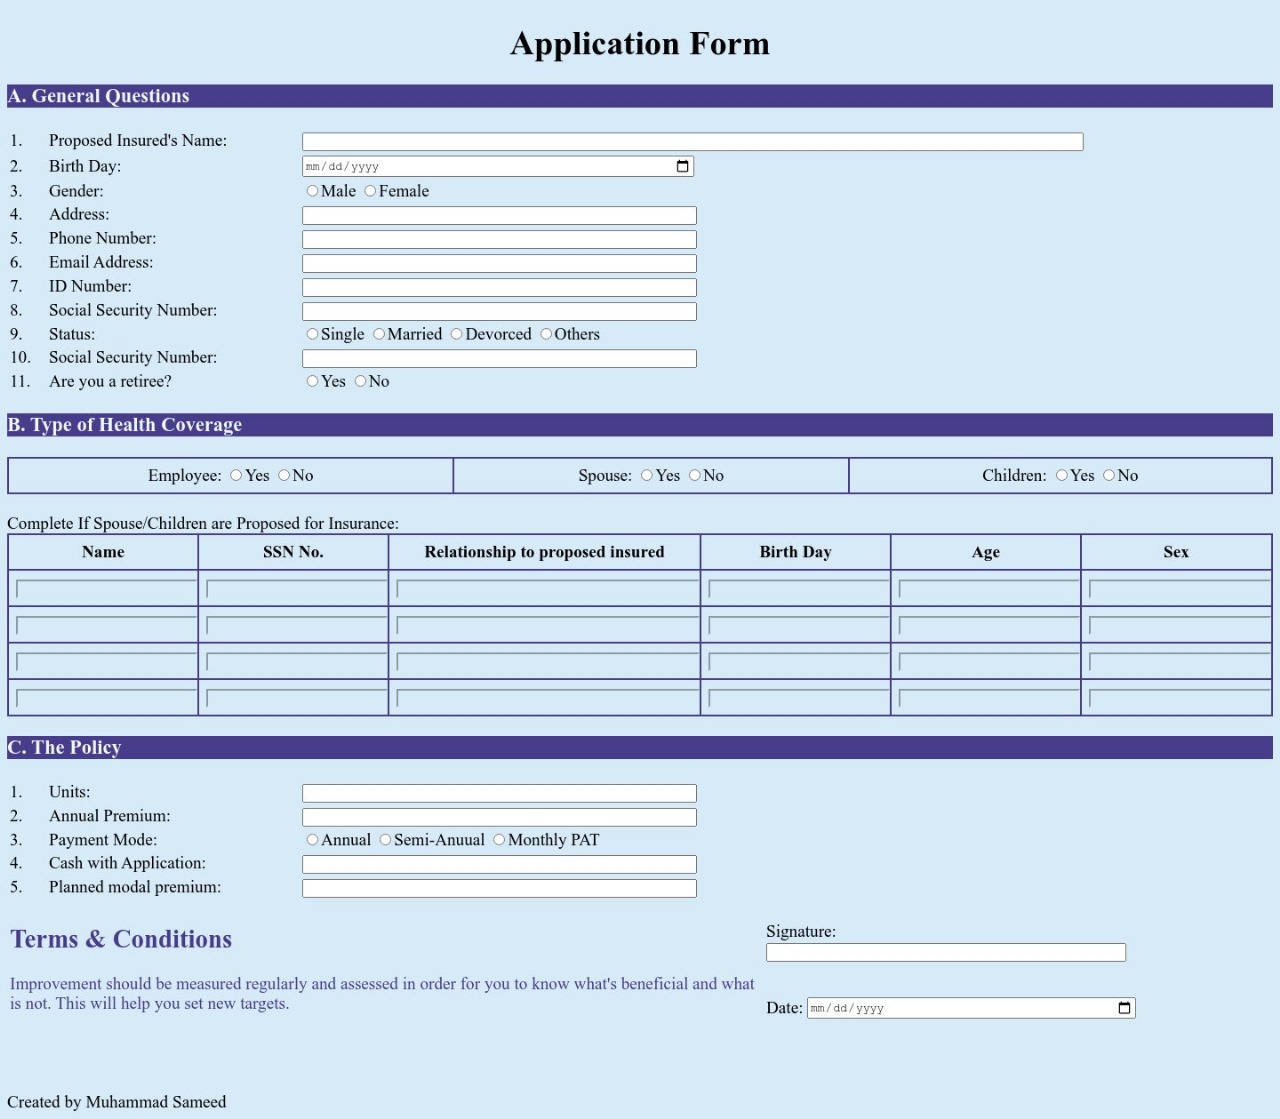 Application Form
A. General Questions
1. Proposed Insured's Name:
2. Birth Day: mm/dd/yyyy
3. Gender: Male Female
4. Address:
5. Phone Number:
6. Email Address:
7. ID Number:
8. Social Security Number:
9. Status: Single Married Devorced Others
10. Social Security Number:
11. Are you a retiree? Yes No
B. Type of Health Coverage
Employee: Yes No Spouse: Yes No Children: Yes No
Complete If Spouse/Children are Proposed for Insurance:
Name SSN No. Relationship to proposed insured Birth Day Age Sex
C. The Policy
1. Units:
2. Annual Premium:
3. Payment Mode: Annual Semi-Anuual Monthly PAT
4. Cash with Application:
5. Planned modal premium:
Terms & Conditions
Improvement should be measured regularly and assessed in order for you to know what's beneficial and what
is not. This will help you set new targets.
Signature:
Date: mm/dd/yyyy
Created by Muhammad Sameed